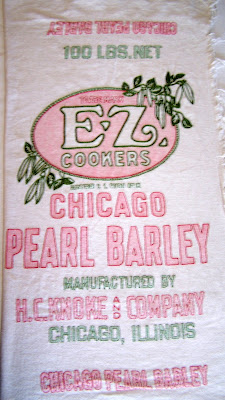 CHICAGO PEARL BARLEY
100 LBS. NET
TRADE MARK
E-Z
COOKERS
CHICAGO
PEARL BARLEY
MANUFACTURED BY
H.C. KNOKE & COMPANY
CHICAGO, ILLINOIS
CHICAGO PEARL BARLEY